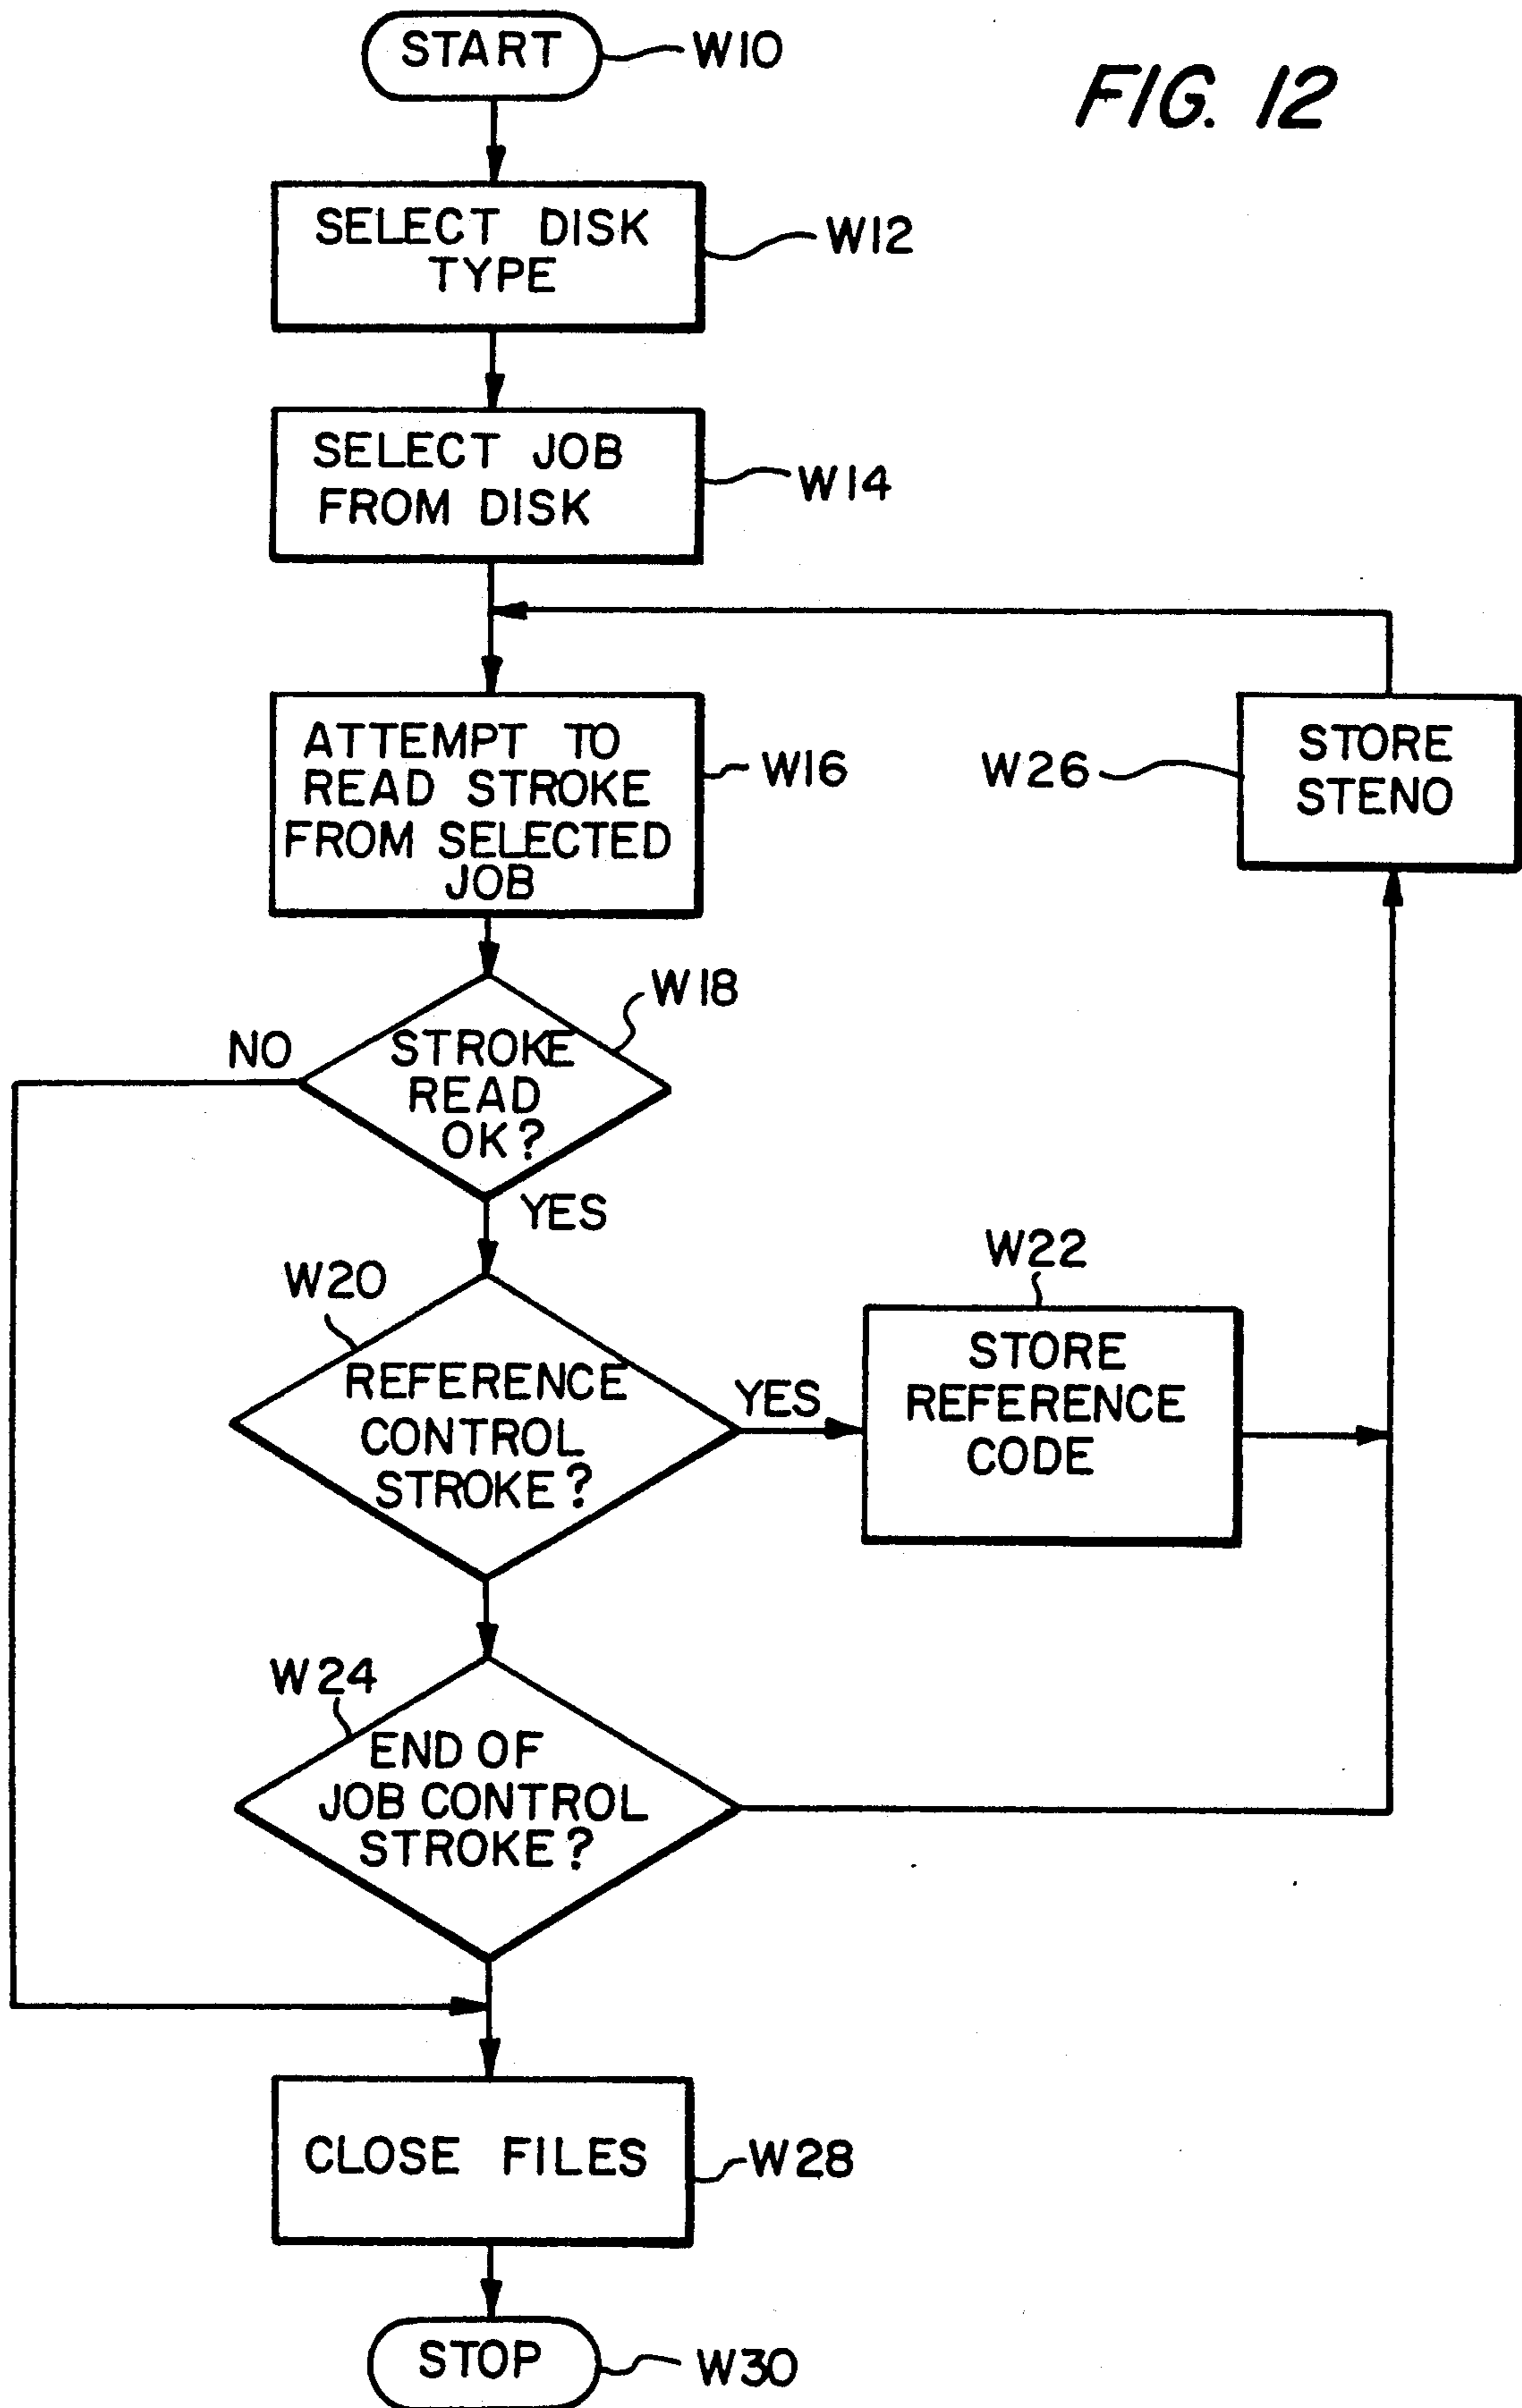 START
W10
FIG. 12
SELECT DISK
TYPE
W12
SELECT JOB
FROM DISK
W14
ATTEMPT TO
READ STROKE
FROM SELECTED
JOB
W16
W26
STORE
STENO
W18
NO
STROKE
READ
OK?
YES
W20
REFERENCE
CONTROL
STROKE?
YES
W22
STORE
REFERENCE
CODE
W24
END OF
JOB CONTROL
STROKE?
CLOSE FILES
W28
STOP
W30